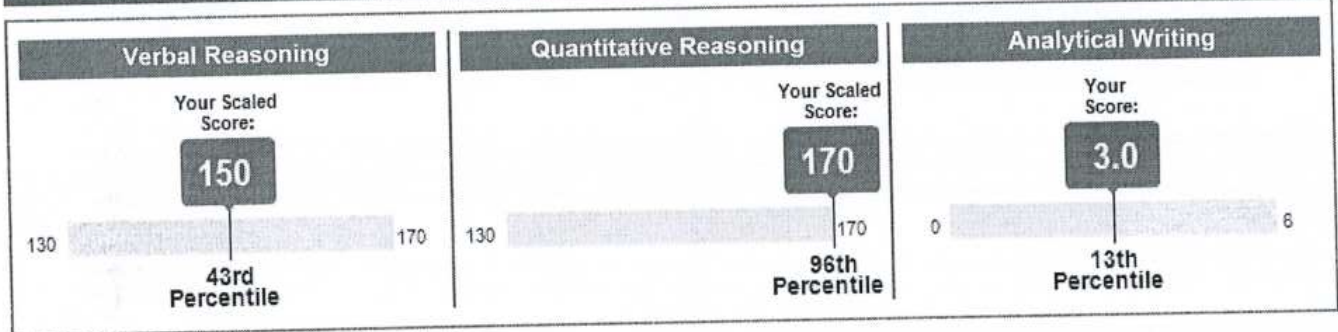 Verbal Reasoning
Your Scaled
Score:
150
130
170
43rd
Percentile
Quantitative Reasoning
Your Scaled
Score:
170
130
170
96th
Percentile
Analytical Writing
Your
Score:
3.0
0
6
13th
Percentile